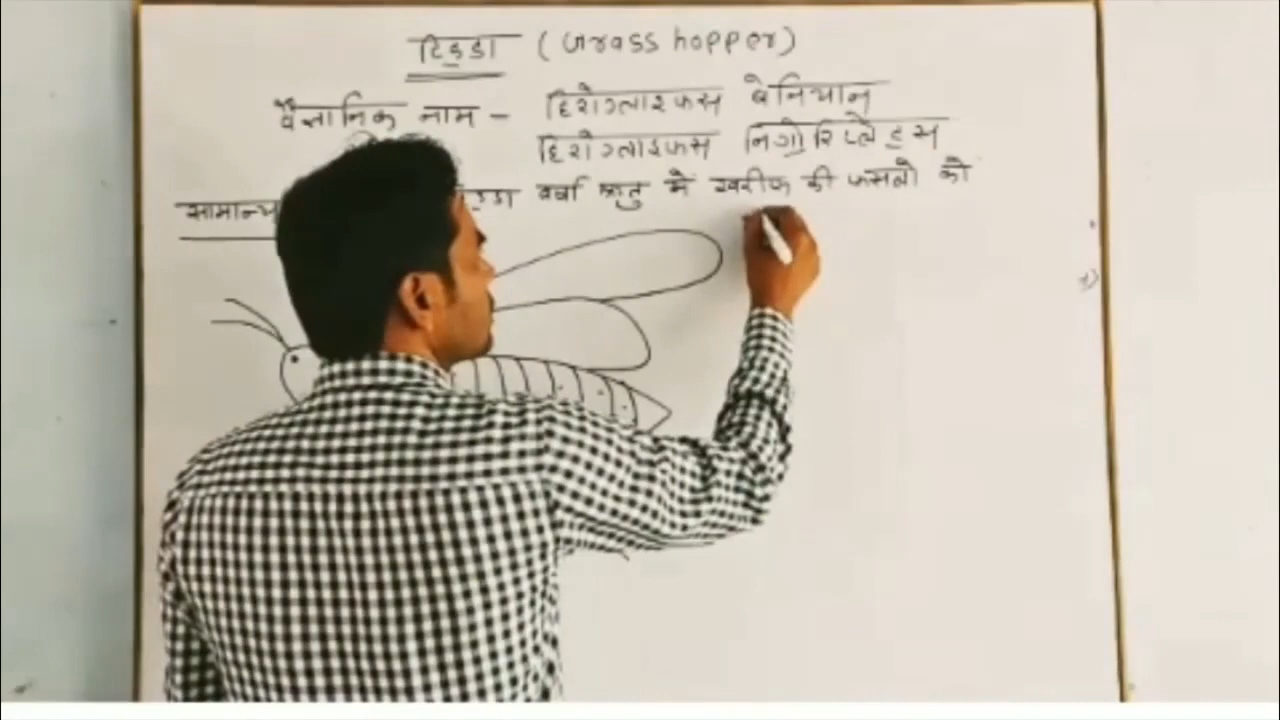 टिड्डा (Grass hopper)
वैज्ञानिक नाम - हिरोग्लाइफस बेनियान
हिरोग्लाइफस निगोरिप्लेट्स
सामान्य वर्षा ऋतु में खरीफ की फसलो को